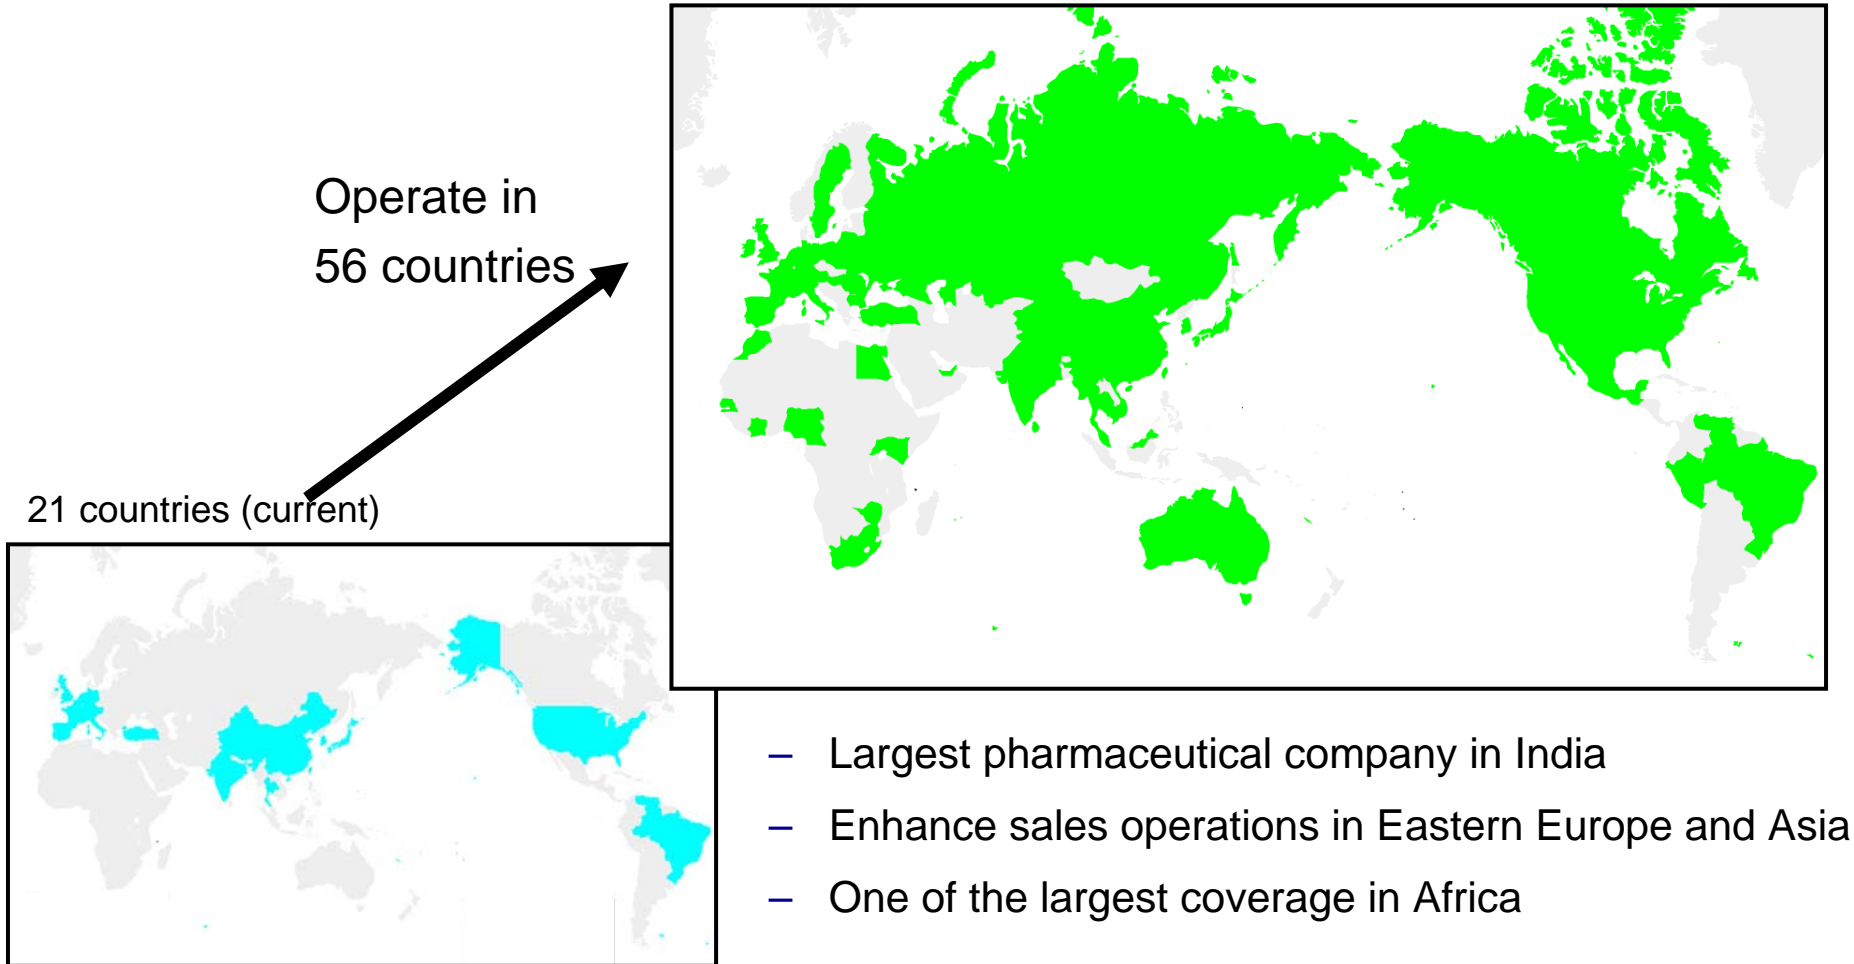 Operate in
56 countries
21 countries (current)
– Largest pharmaceutical company in India
– Enhance sales operations in Eastern Europe and Asia
– One of the largest coverage in Africa